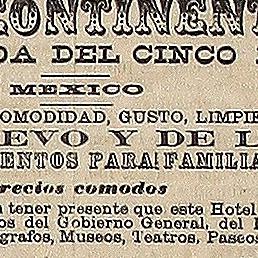 CONTINEN
DA DEL CINCO
MEXICO
OMODIDAD, GUSTO, LIMPIE
EVO Y DE L
ENTOS PARA FAMILIA
recios comodos
tener presente que este Hotel
os del Gobierno General, del
grafos, Museos, Teatros, Paseos